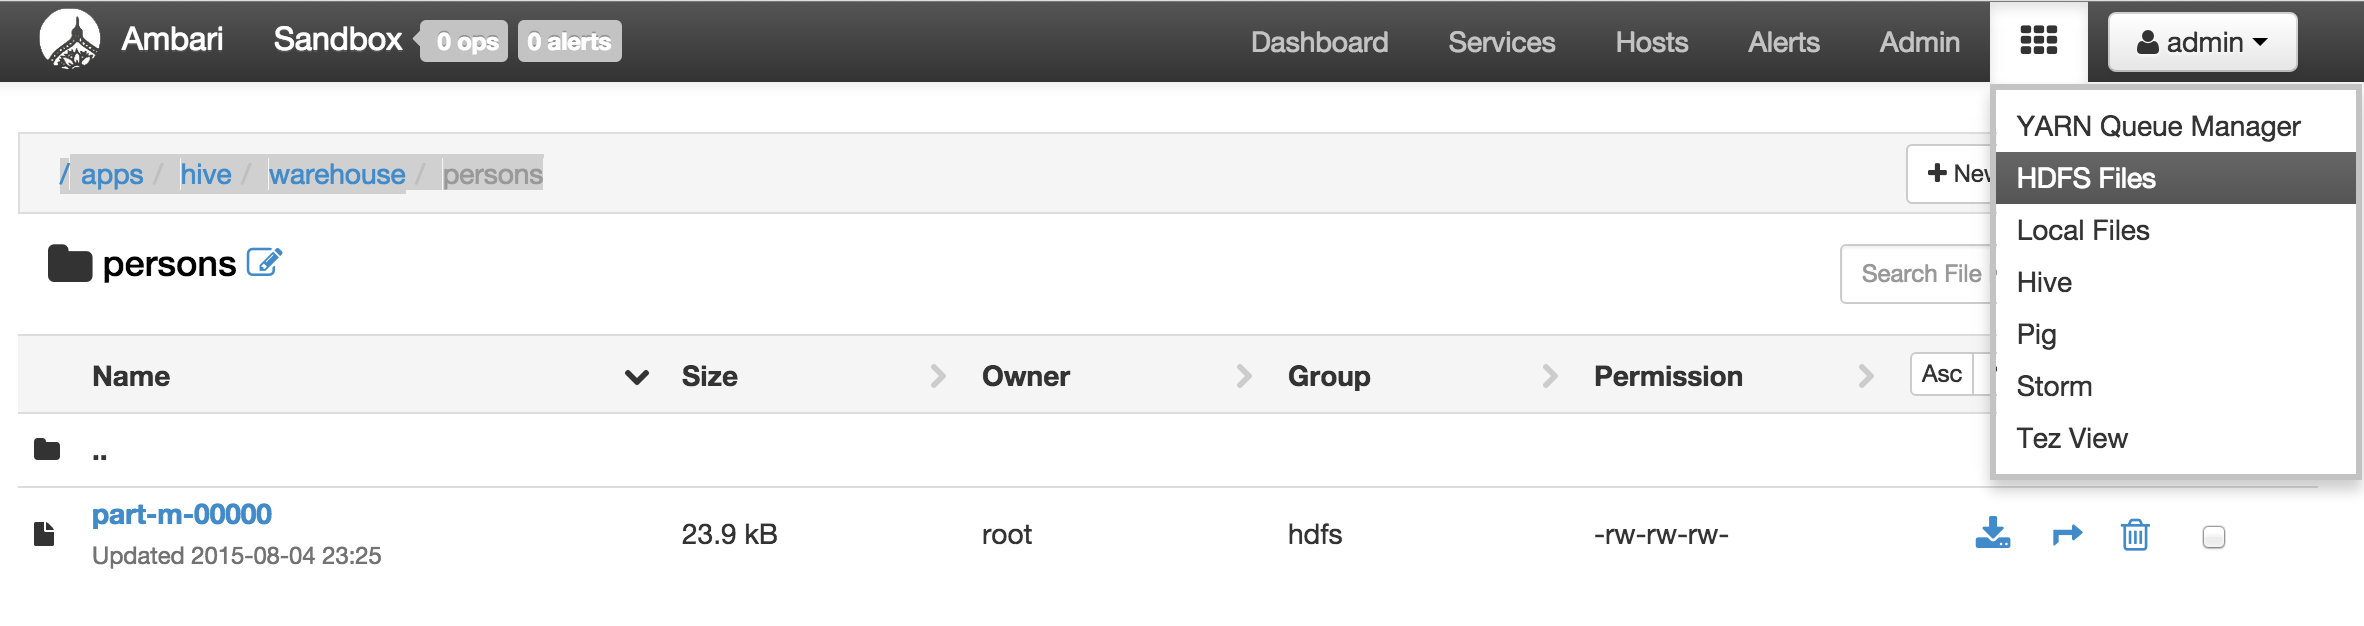 Ambari Sandbox 0 ops 0 alerts Dashboard Services Hosts Alerts Admin admin
/ apps / hive / warehouse / persons
+ New
persons
Search File
YARN Queue Manager
HDFS Files
Local Files
Hive
Pig
Storm
Tez View
Name Size Owner Group Permission Asc
..
part-m-00000
Updated 2015-08-04 23:25
23.9 kB root hdfs -rw-rw-rw-